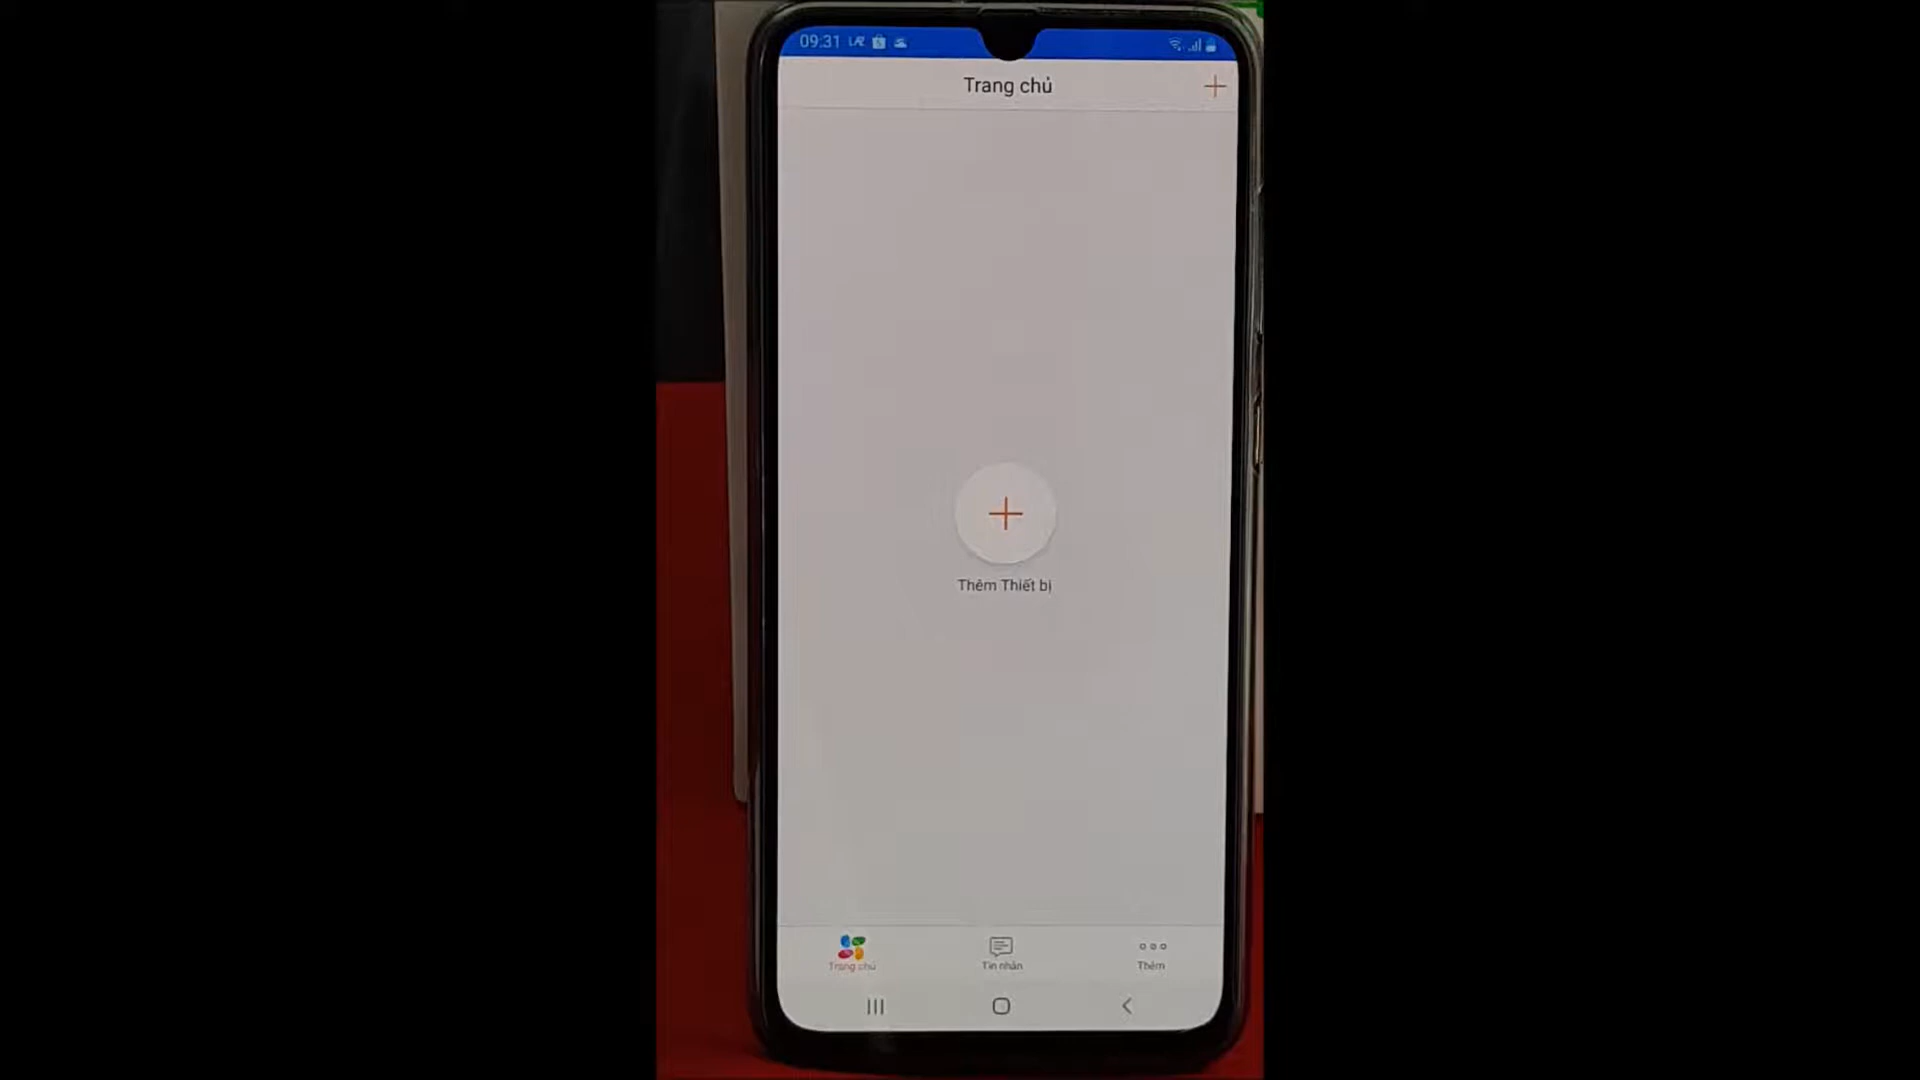 09:31
Trang chủ
Thêm Thiết bị
Trang chủ
Tin nhắn
Thêm